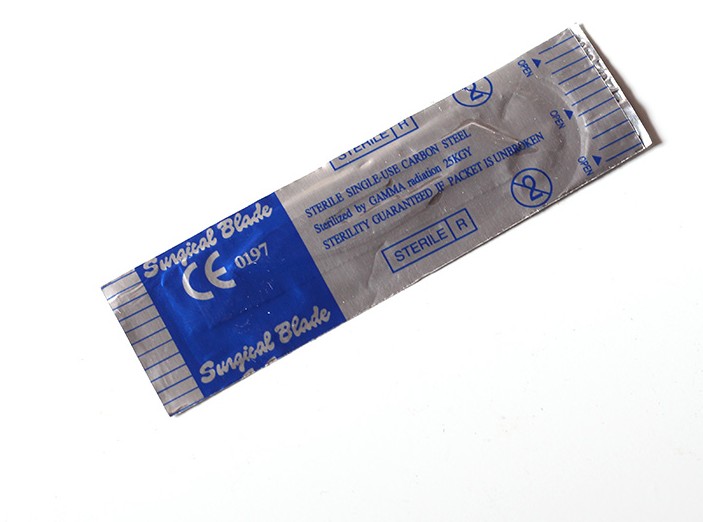 Surgical Blade
CE 0197
Surgical Blade
STERILE R
STERILE SINGLE-USE CARBON STEEL
Sterilized by GAMMA radiation 25KGY
STERILITY GUARANTEED IF PACKET IS UNBROKEN
STERILE R
2
OPEN
OPEN
OPEN